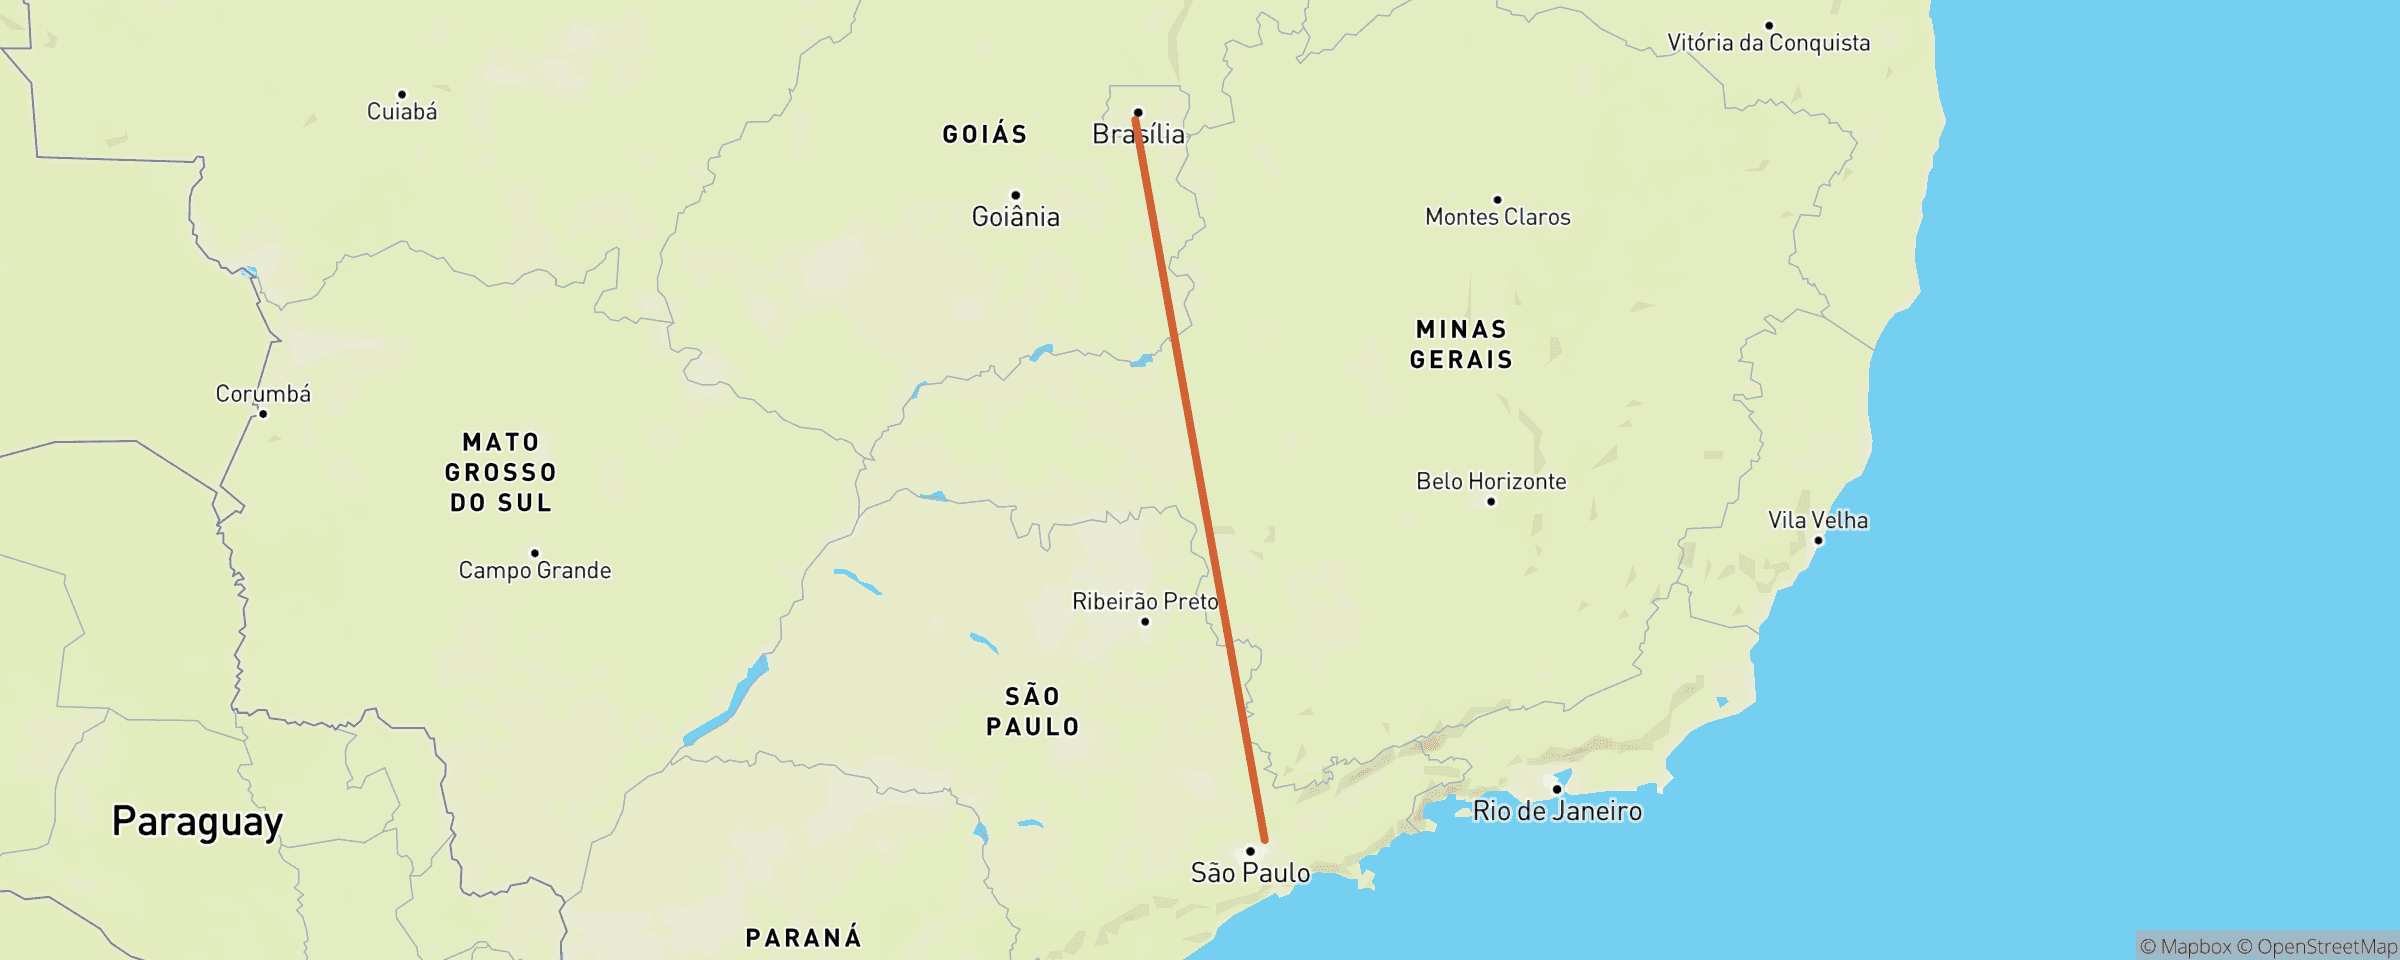 Vitória da Conquista
Cuiabá
GOIÁS
Brasília
Goiânia
Montes Claros
MINAS
GERAIS
Corumbá
MATO
GROSSO
DO SUL
Belo Horizonte
Vila Velha
Campo Grande
Ribeirão Preto
SÃO
PAULO
Paraguay
Rio de Janeiro
São Paulo
PARANÁ
© Mapbox © OpenStreetMap